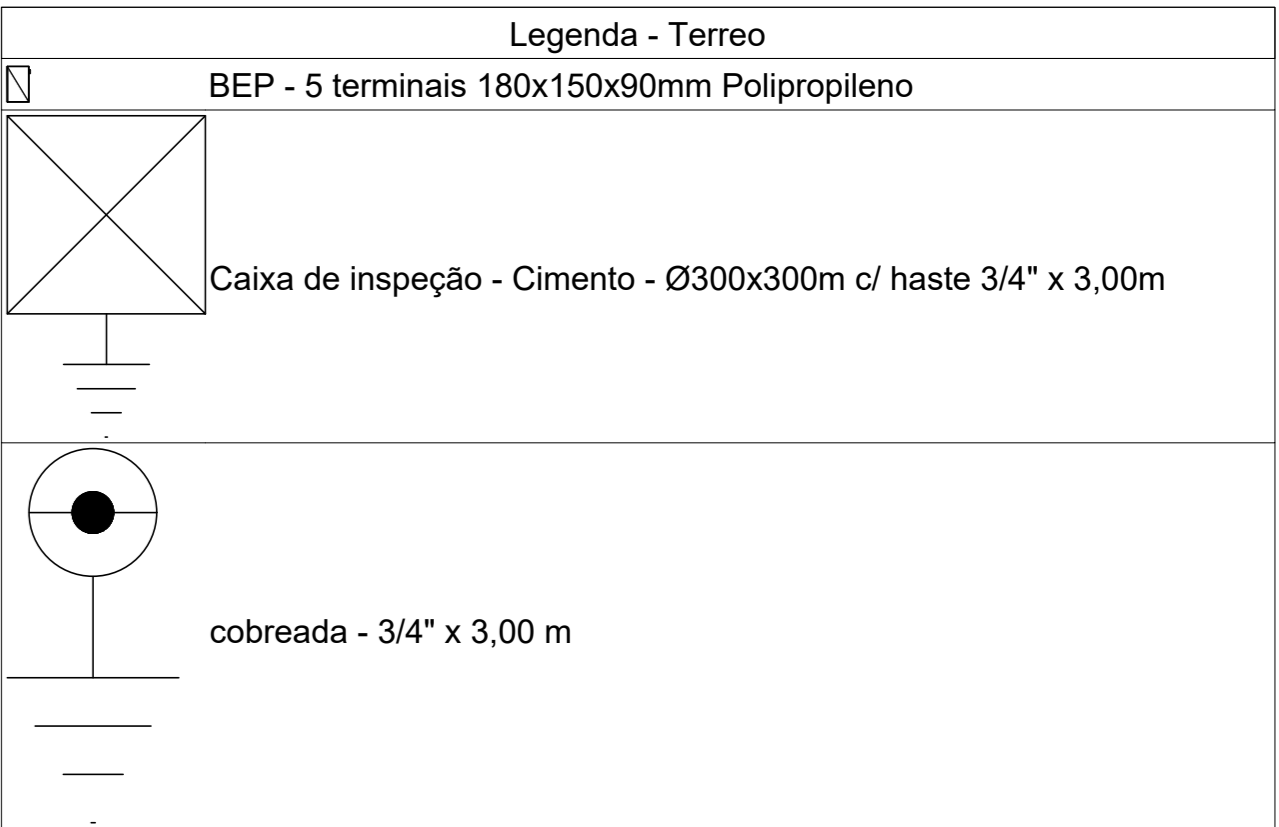 Legenda - Terreo
BEP - 5 terminais 180x150x90mm Polipropileno
Caixa de inspeção - Cimento - Ø300x300m c/ haste 3/4" x 3,00m
cobreada - 3/4" x 3,00 m